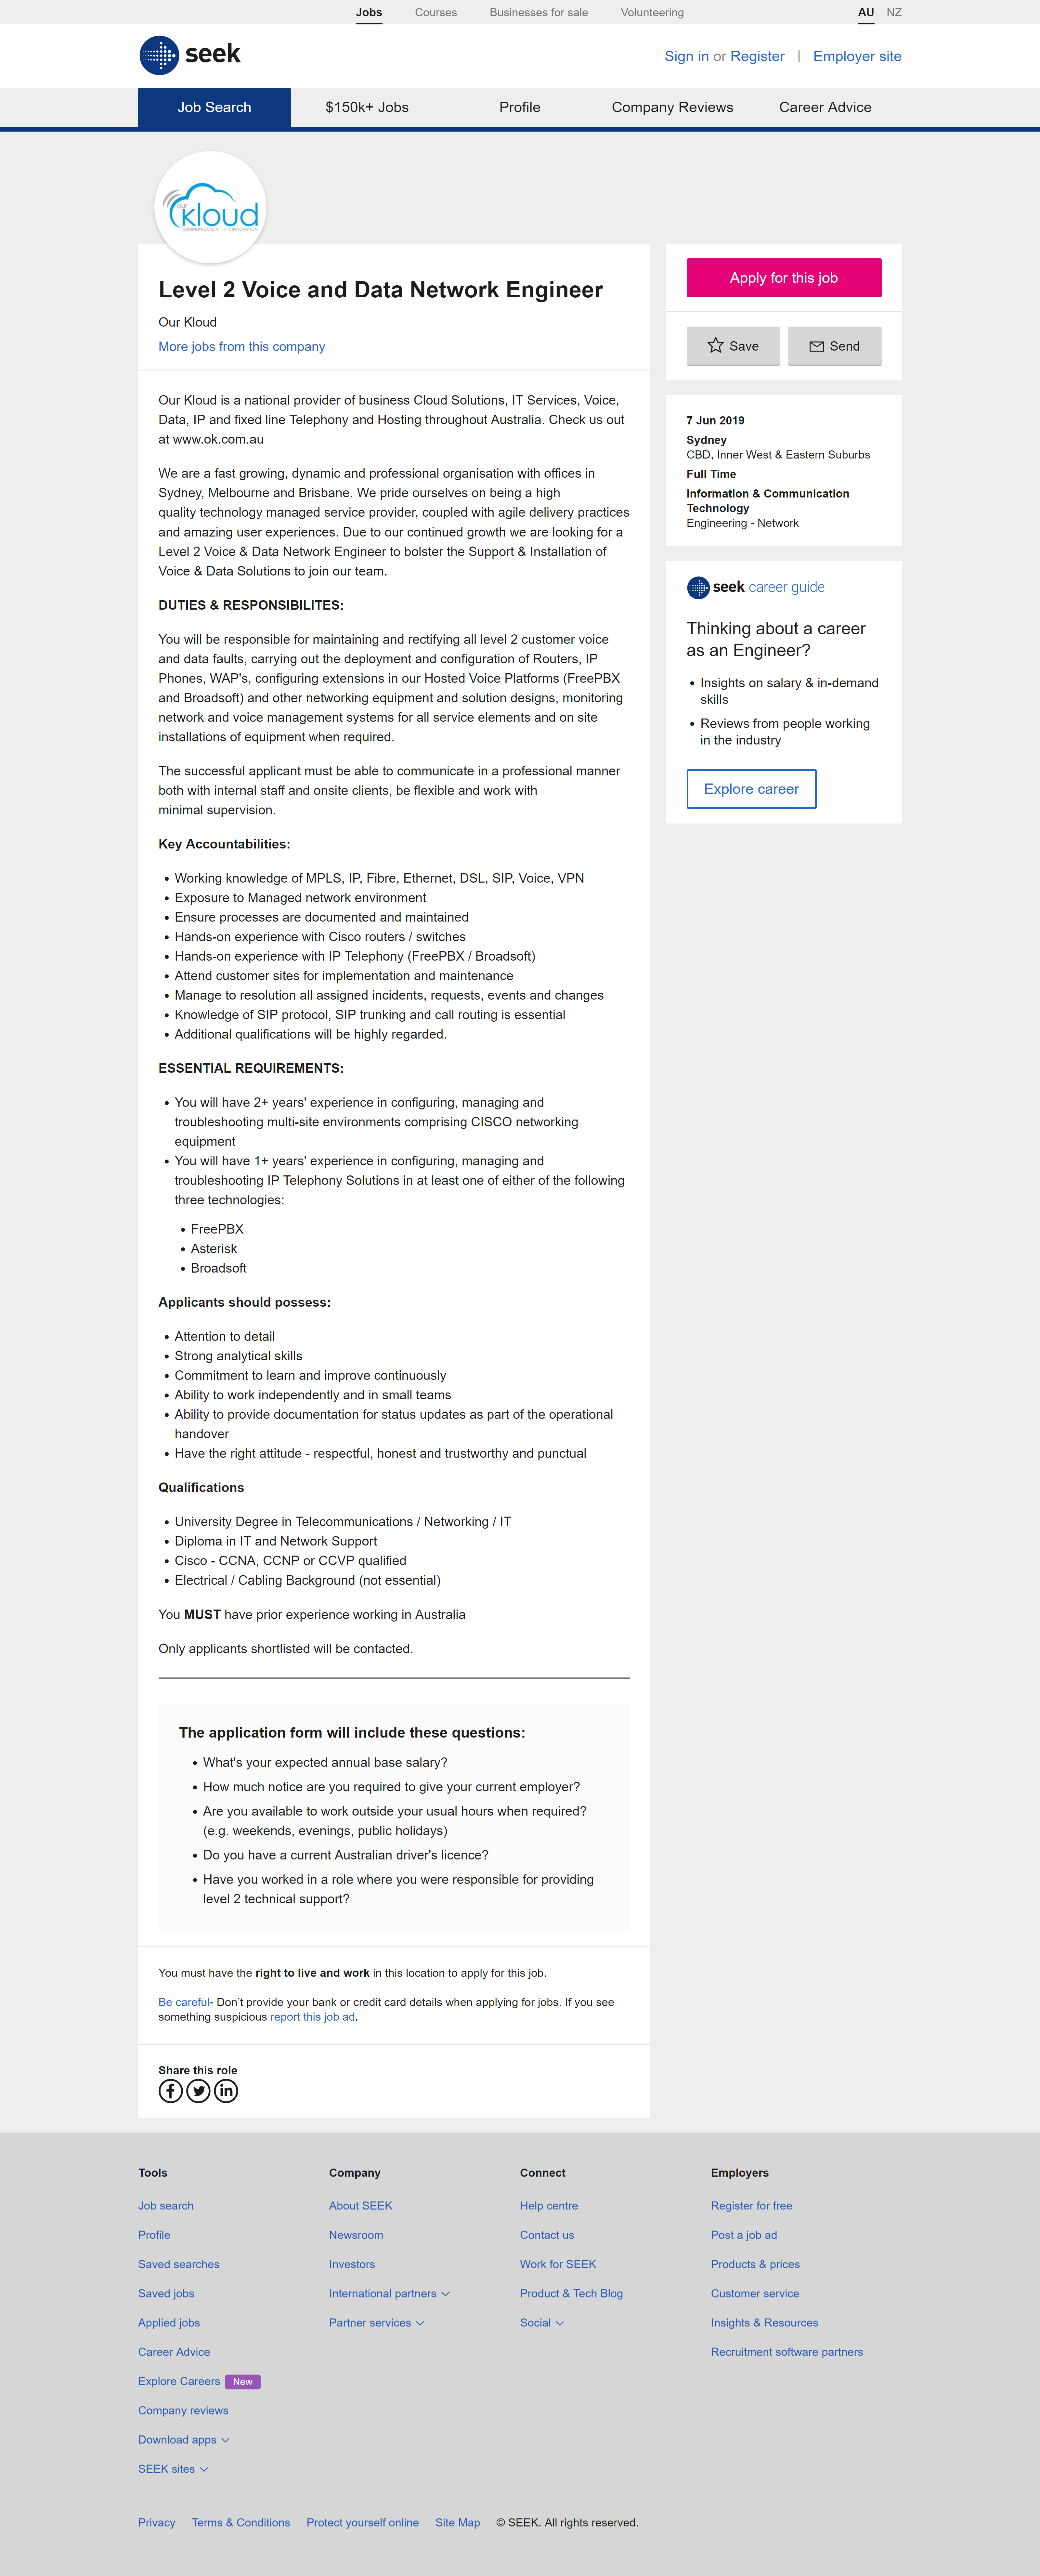 Jobs Courses Businesses for sale Volunteering AU NZ
seek
Sign in or Register | Employer site
Job Search $150k+ Jobs Profile Company Reviews Career Advice
our
kloud
COMMUNICATION | IT | INNOVATION
Level 2 Voice and Data Network Engineer
Our Kloud
More jobs from this company
Our Kloud is a national provider of business Cloud Solutions, IT Services, Voice,
Data, IP and fixed line Telephony and Hosting throughout Australia. Check us out
at www.ok.com.au
We are a fast growing, dynamic and professional organisation with offices in
Sydney, Melbourne and Brisbane. We pride ourselves on being a high
quality technology managed service provider, coupled with agile delivery practices
and amazing user experiences. Due to our continued growth we are looking for a
Level 2 Voice & Data Network Engineer to bolster the Support & Installation of
Voice & Data Solutions to join our team.
DUTIES & RESPONSIBILITES:
You will be responsible for maintaining and rectifying all level 2 customer voice
and data faults, carrying out the deployment and configuration of Routers, IP
Phones, WAP's, configuring extensions in our Hosted Voice Platforms (FreePBX
and Broadsoft) and other networking equipment and solution designs, monitoring
network and voice management systems for all service elements and on site
installations of equipment when required.
The successful applicant must be able to communicate in a professional manner
both with internal staff and onsite clients, be flexible and work with
minimal supervision.
Key Accountabilities:
• Working knowledge of MPLS, IP, Fibre, Ethernet, DSL, SIP, Voice, VPN
• Exposure to Managed network environment
• Ensure processes are documented and maintained
• Hands-on experience with Cisco routers / switches
• Hands-on experience with IP Telephony (FreePBX / Broadsoft)
• Attend customer sites for implementation and maintenance
• Manage to resolution all assigned incidents, requests, events and changes
• Knowledge of SIP protocol, SIP trunking and call routing is essential
• Additional qualifications will be highly regarded.
ESSENTIAL REQUIREMENTS:
• You will have 2+ years' experience in configuring, managing and
troubleshooting multi-site environments comprising CISCO networking
equipment
• You will have 1+ years' experience in configuring, managing and
troubleshooting IP Telephony Solutions in at least one of either of the following
three technologies:
• FreePBX
• Asterisk
• Broadsoft
Applicants should possess:
• Attention to detail
• Strong analytical skills
• Commitment to learn and improve continuously
• Ability to work independently and in small teams
• Ability to provide documentation for status updates as part of the operational
handover
• Have the right attitude - respectful, honest and trustworthy and punctual
Qualifications
• University Degree in Telecommunications / Networking / IT
• Diploma in IT and Network Support
• Cisco - CCNA, CCNP or CCVP qualified
• Electrical / Cabling Background (not essential)
You MUST have prior experience working in Australia
Only applicants shortlisted will be contacted.
The application form will include these questions:
• What's your expected annual base salary?
• How much notice are you required to give your current employer?
• Are you available to work outside your usual hours when required?
(e.g. weekends, evenings, public holidays)
• Do you have a current Australian driver's licence?
• Have you worked in a role where you were responsible for providing
level 2 technical support?
You must have the right to live and work in this location to apply for this job.
Be careful- Don't provide your bank or credit card details when applying for jobs. If you see
something suspicious report this job ad.
Share this role
Apply for this job
Save Send
7 Jun 2019
Sydney
CBD, Inner West & Eastern Suburbs
Full Time
Information & Communication
Technology
Engineering - Network
seek career guide
Thinking about a career
as an Engineer?
• Insights on salary & in-demand
skills
• Reviews from people working
in the industry
Explore career
Tools
Job search
Profile
Saved searches
Saved jobs
Applied jobs
Career Advice
Explore Careers New
Company reviews
Download apps
SEEK sites
Company
About SEEK
Newsroom
Investors
International partners
Partner services
Connect
Help centre
Contact us
Work for SEEK
Product & Tech Blog
Social
Employers
Register for free
Post a job ad
Products & prices
Customer service
Insights & Resources
Recruitment software partners
Privacy Terms & Conditions Protect yourself online Site Map © SEEK. All rights reserved.